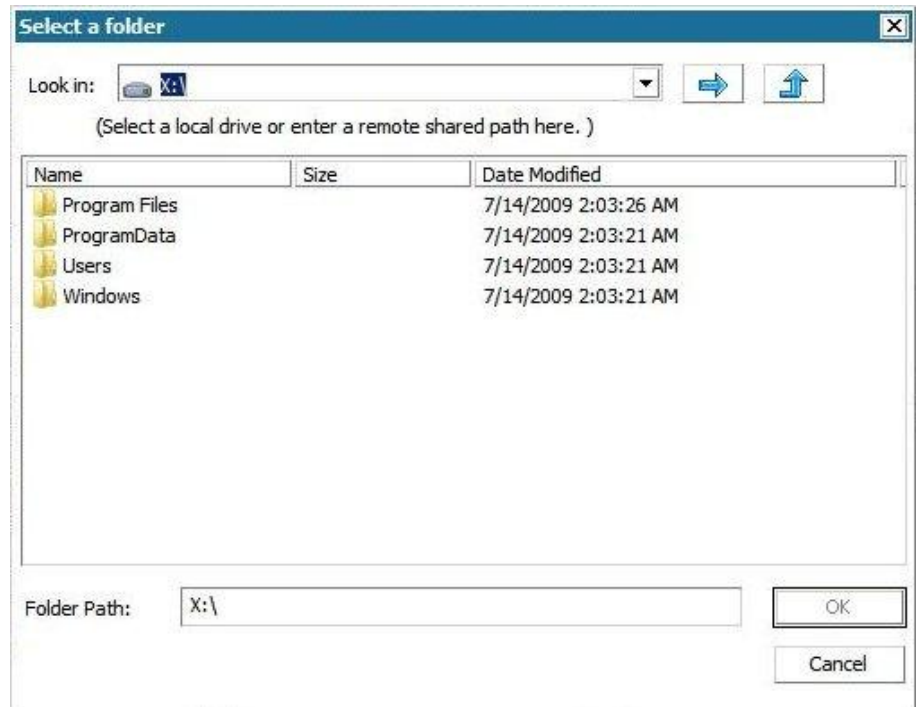 Select a folder
Look in: X:\
(Select a local drive or enter a remote shared path here. )
Name Size Date Modified
Program Files 7/14/2009 2:03:26 AM
ProgramData 7/14/2009 2:03:21 AM
Users 7/14/2009 2:03:21 AM
Windows 7/14/2009 2:03:21 AM
Folder Path: X:\ OK
Cancel